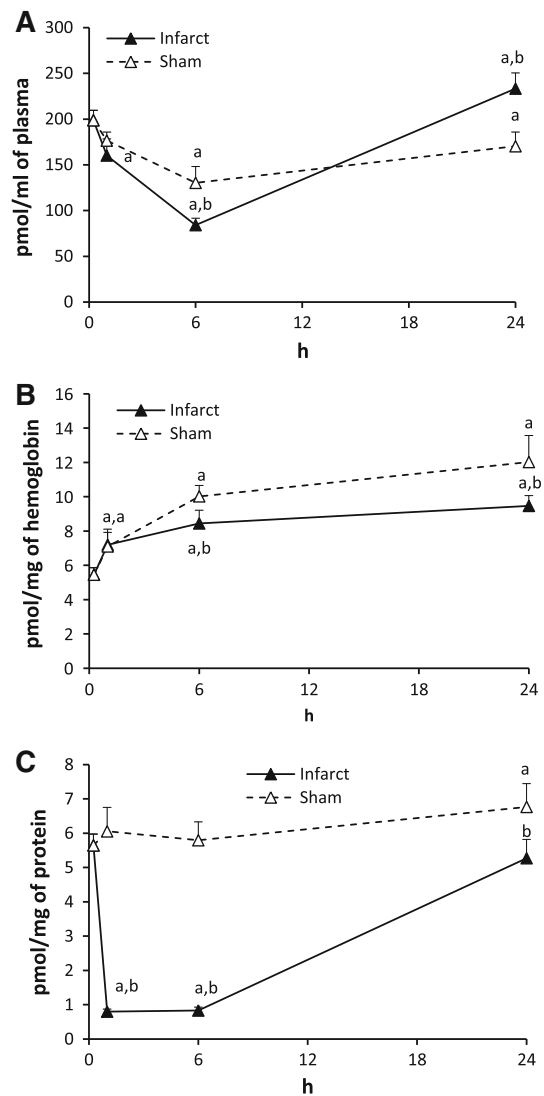 A
300
250
200
150
100
50
0
pmol/ml of plasma
Infarct
Sham
a
a
a,b
a,b
a
0 6 12 18 24
h
B
16
14
12
10
8
6
4
2
0
pmol/mg of hemoglobin
Infarct
Sham
a,a
a
a,b
a
a,b
0 6 12 18 24
h
C
8
7
6
5
4
3
2
1
0
pmol/mg of protein
Infarct
Sham
a,b
a,b
a
b
0 6 12 18 24
h